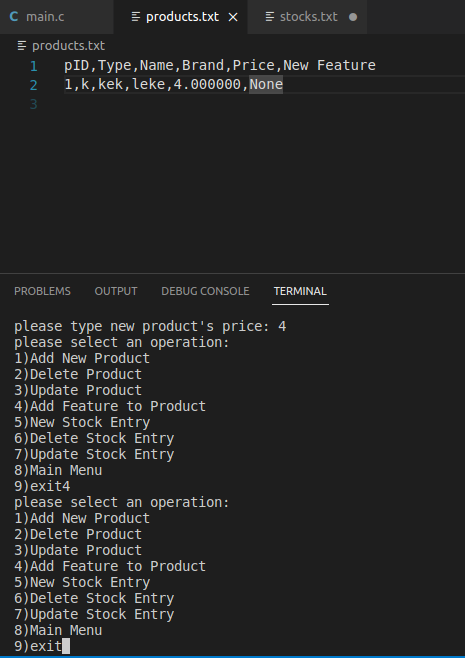 C main.c products.txt × stocks.txt ●
products.txt
1 pID,Type,Name,Brand,Price,New Feature
2 1,k,kek,leke,4.000000,None
3
PROBLEMS OUTPUT DEBUG CONSOLE TERMINAL
please type new product's price: 4
please select an operation:
1)Add New Product
2)Delete Product
3)Update Product
4)Add Feature to Product
5)New Stock Entry
6)Delete Stock Entry
7)Update Stock Entry
8)Main Menu
9)exit4
please select an operation:
1)Add New Product
2)Delete Product
3)Update Product
4)Add Feature to Product
5)New Stock Entry
6)Delete Stock Entry
7)Update Stock Entry
8)Main Menu
9)exit